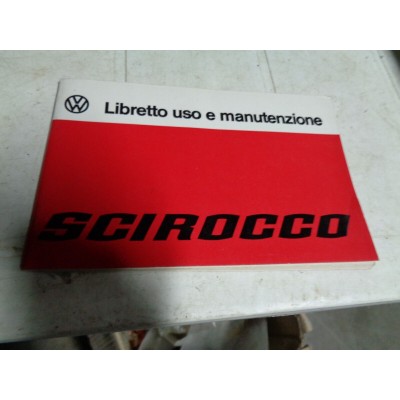 Libretto uso e manutenzione
SCIROCCO